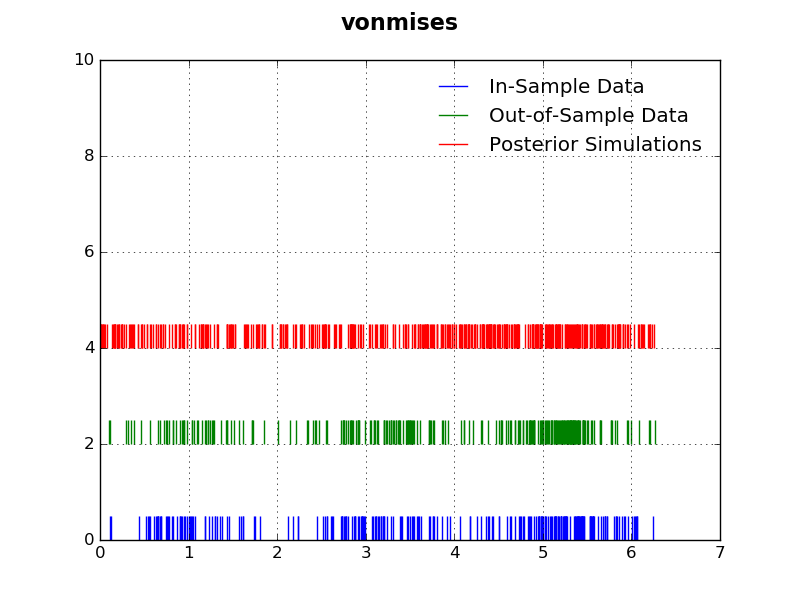 vonmises
In-Sample Data
Out-of-Sample Data
Posterior Simulations
10
8
6
4
2
0
0 1 2 3 4 5 6 7